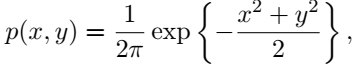 p(x, y) = \frac{1}{2\pi} \exp \left\{ -\frac{x^2 + y^2}{2} \right\},